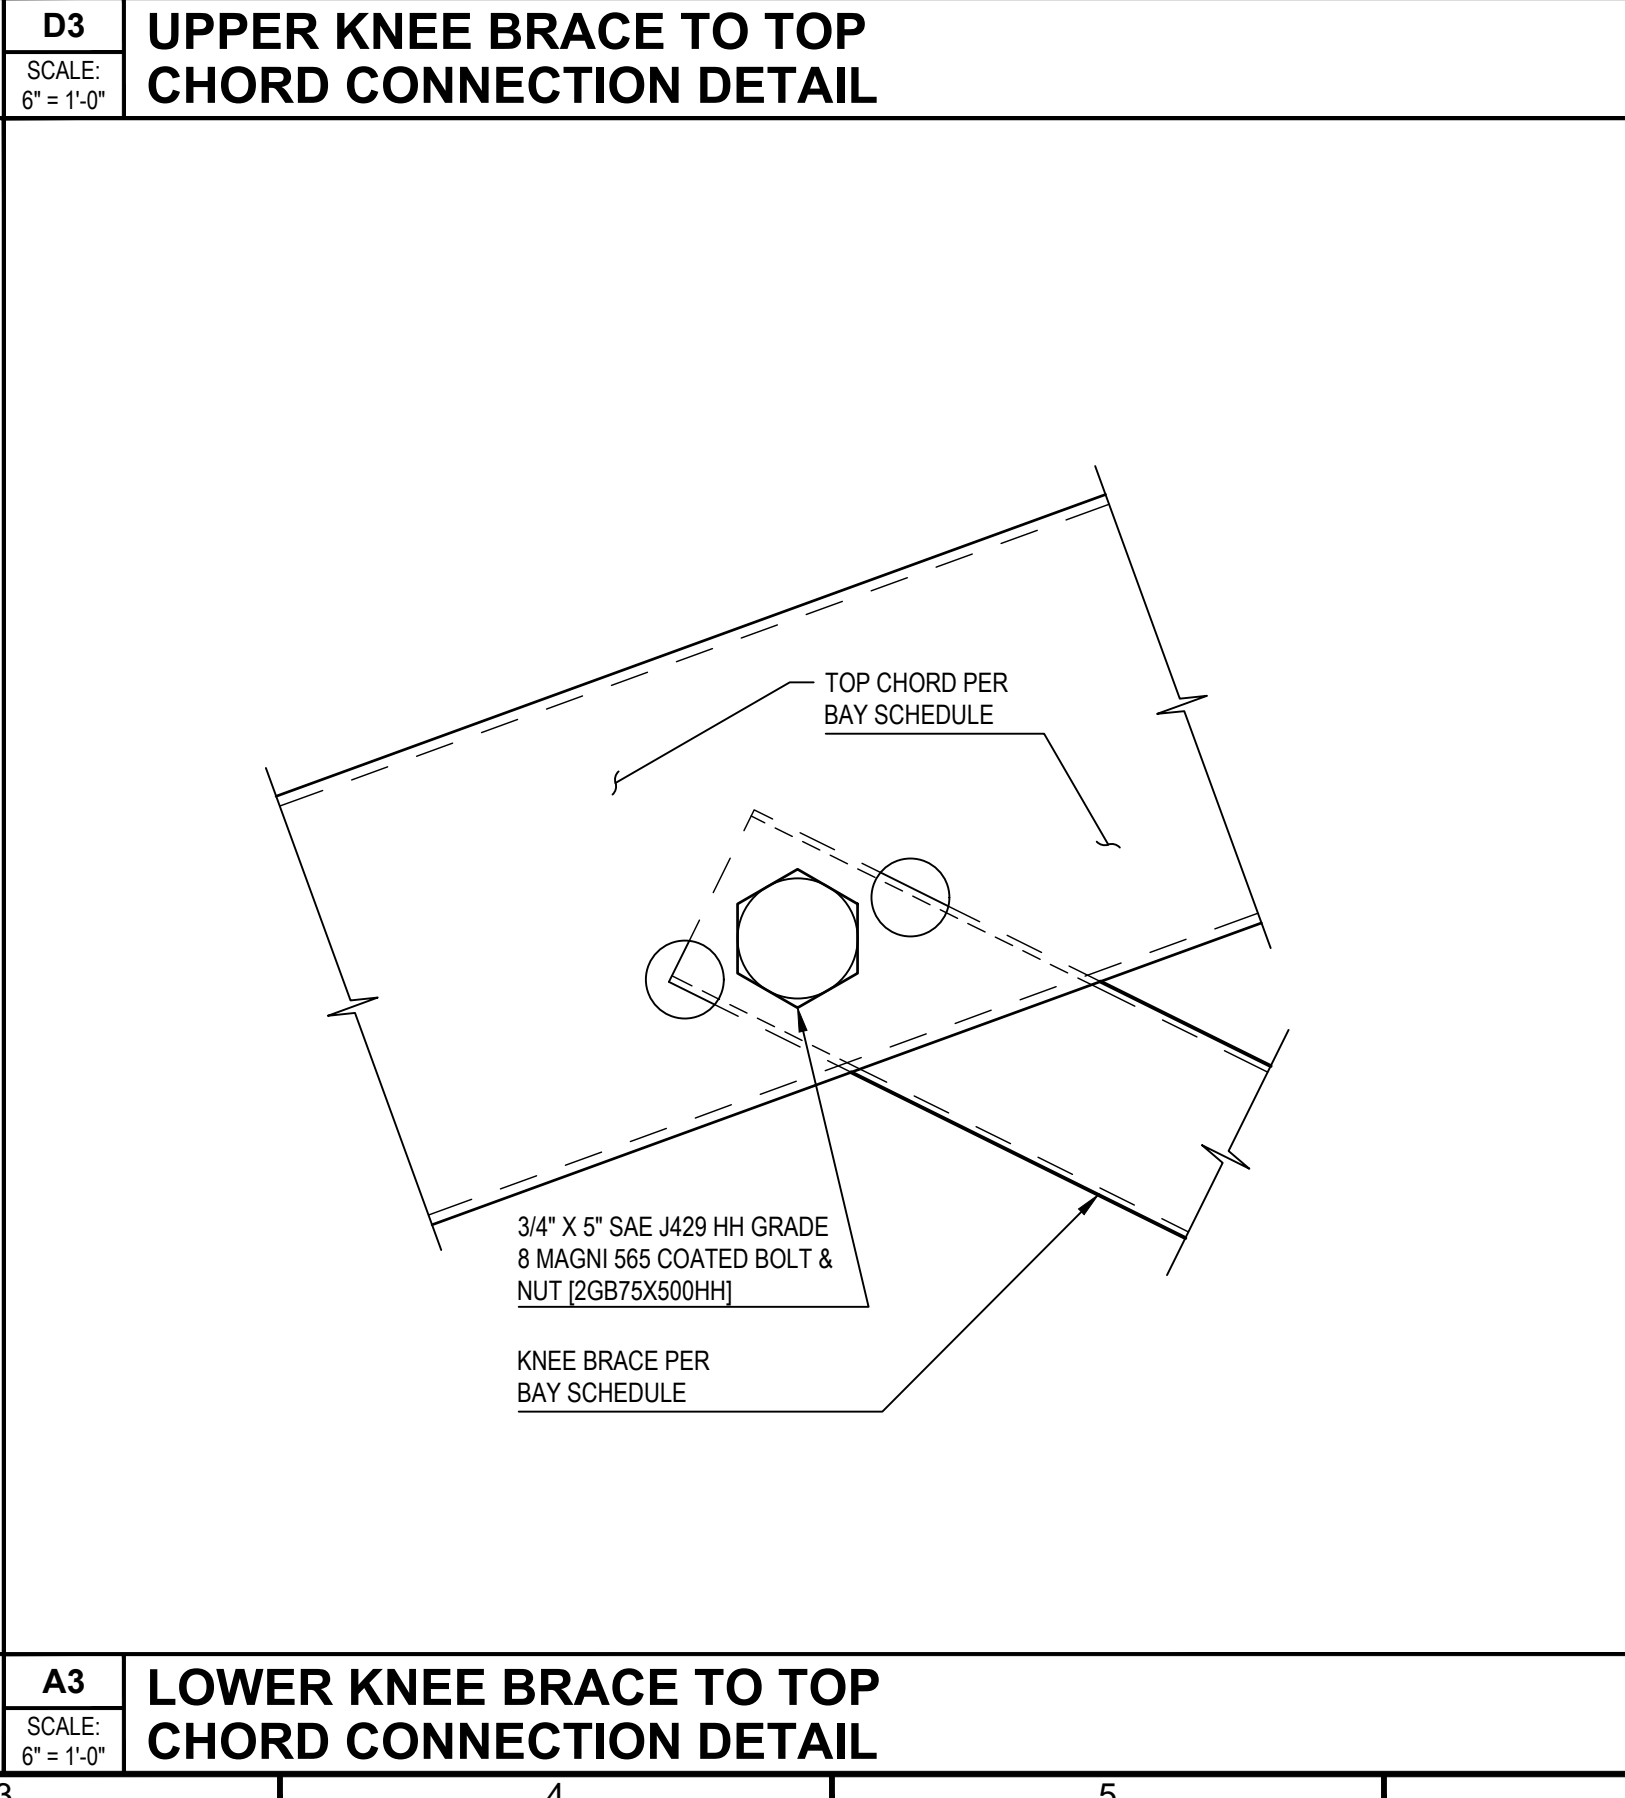 D3
SCALE:
6" = 1'-0"
UPPER KNEE BRACE TO TOP
CHORD CONNECTION DETAIL
TOP CHORD PER
BAY SCHEDULE
3/4" X 5" SAE J429 HH GRADE
8 MAGNI 565 COATED BOLT &
NUT [2GB75X500HH]
KNEE BRACE PER
BAY SCHEDULE
A3
SCALE:
6" = 1'-0"
LOWER KNEE BRACE TO TOP
CHORD CONNECTION DETAIL
3 4 5